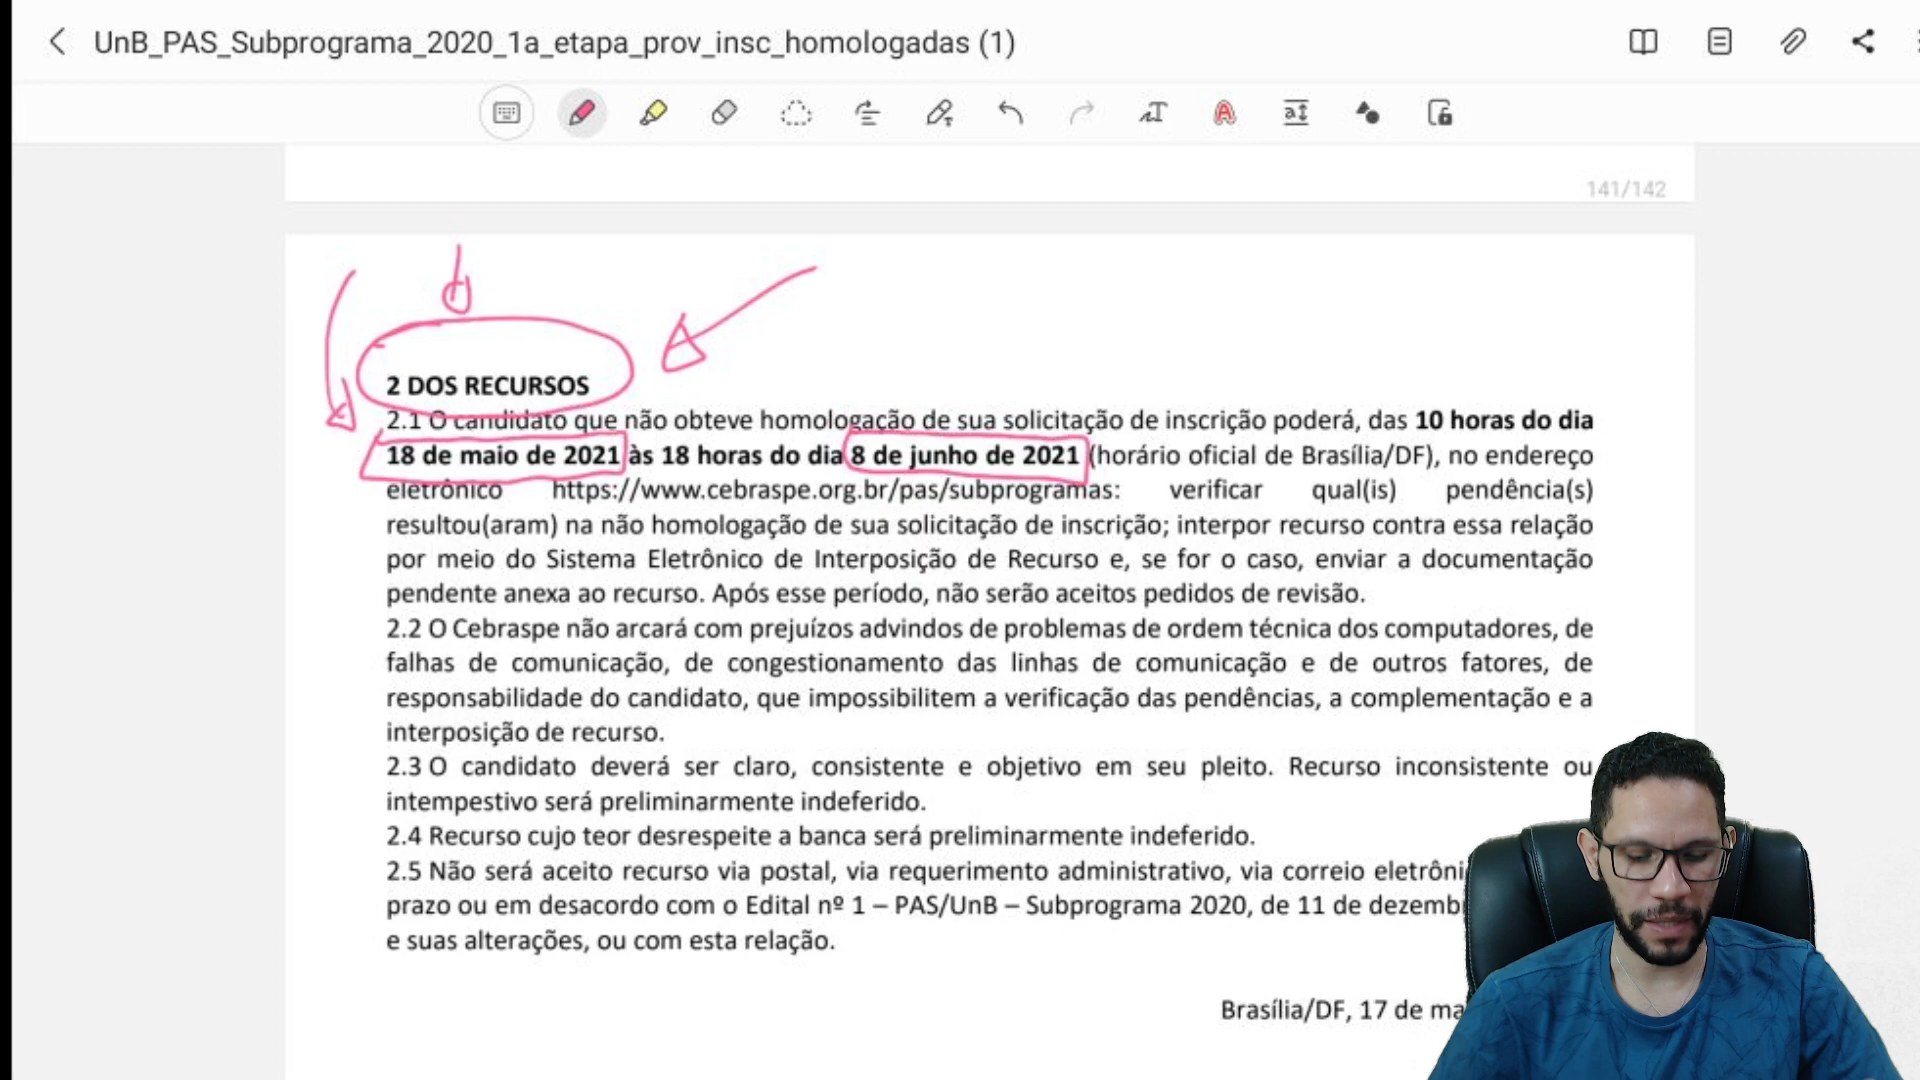 UnB_PAS_Subprograma_2020_1a_etapa_prov_insc_homologadas (1)
141/142
2 DOS RECURSOS
2.1 O candidato que não obteve homologação de sua solicitação de inscrição poderá, das 10 horas do dia
18 de maio de 2021 às 18 horas do dia 8 de junho de 2021 (horário oficial de Brasília/DF), no endereço
eletrônico https://www.cebraspe.org.br/pas/subprogramas: verificar qual(is) pendência(s)
resultou(aram) na não homologação de sua solicitação de inscrição; interpor recurso contra essa relação
por meio do Sistema Eletrônico de Interposição de Recurso e, se for o caso, enviar a documentação
pendente anexa ao recurso. Após esse período, não serão aceitos pedidos de revisão.
2.2 O Cebraspe não arcará com prejuízos advindos de problemas de ordem técnica dos computadores, de
falhas de comunicação, de congestionamento das linhas de comunicação e de outros fatores, de
responsabilidade do candidato, que impossibilitem a verificação das pendências, a complementação e a
interposição de recurso.
2.3 O candidato deverá ser claro, consistente e objetivo em seu pleito. Recurso inconsistente ou
intempestivo será preliminarmente indeferido.
2.4 Recurso cujo teor desrespeite a banca será preliminarmente indeferido.
2.5 Não será aceito recurso via postal, via requerimento administrativo, via correio eletrôni
prazo ou em desacordo com o Edital nº 1 – PAS/UnB – Subprograma 2020, de 11 de dezemb
e suas alterações, ou com esta relação.
Brasília/DF, 17 de ma